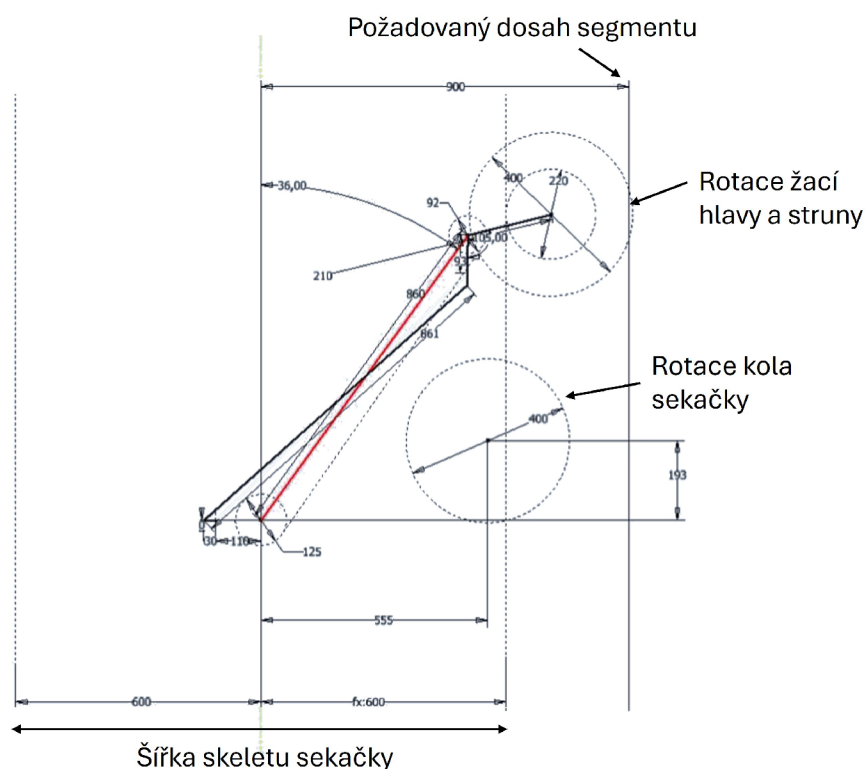 Požadovaný dosah segmentu
900
36,00
400
220
Rotace žací
hlavy a struny
92
105,00
93
210
860
861
Rotace kola
sekačky
400
193
30
110
125
555
600
fx:600
Šířka skeletu sekačky